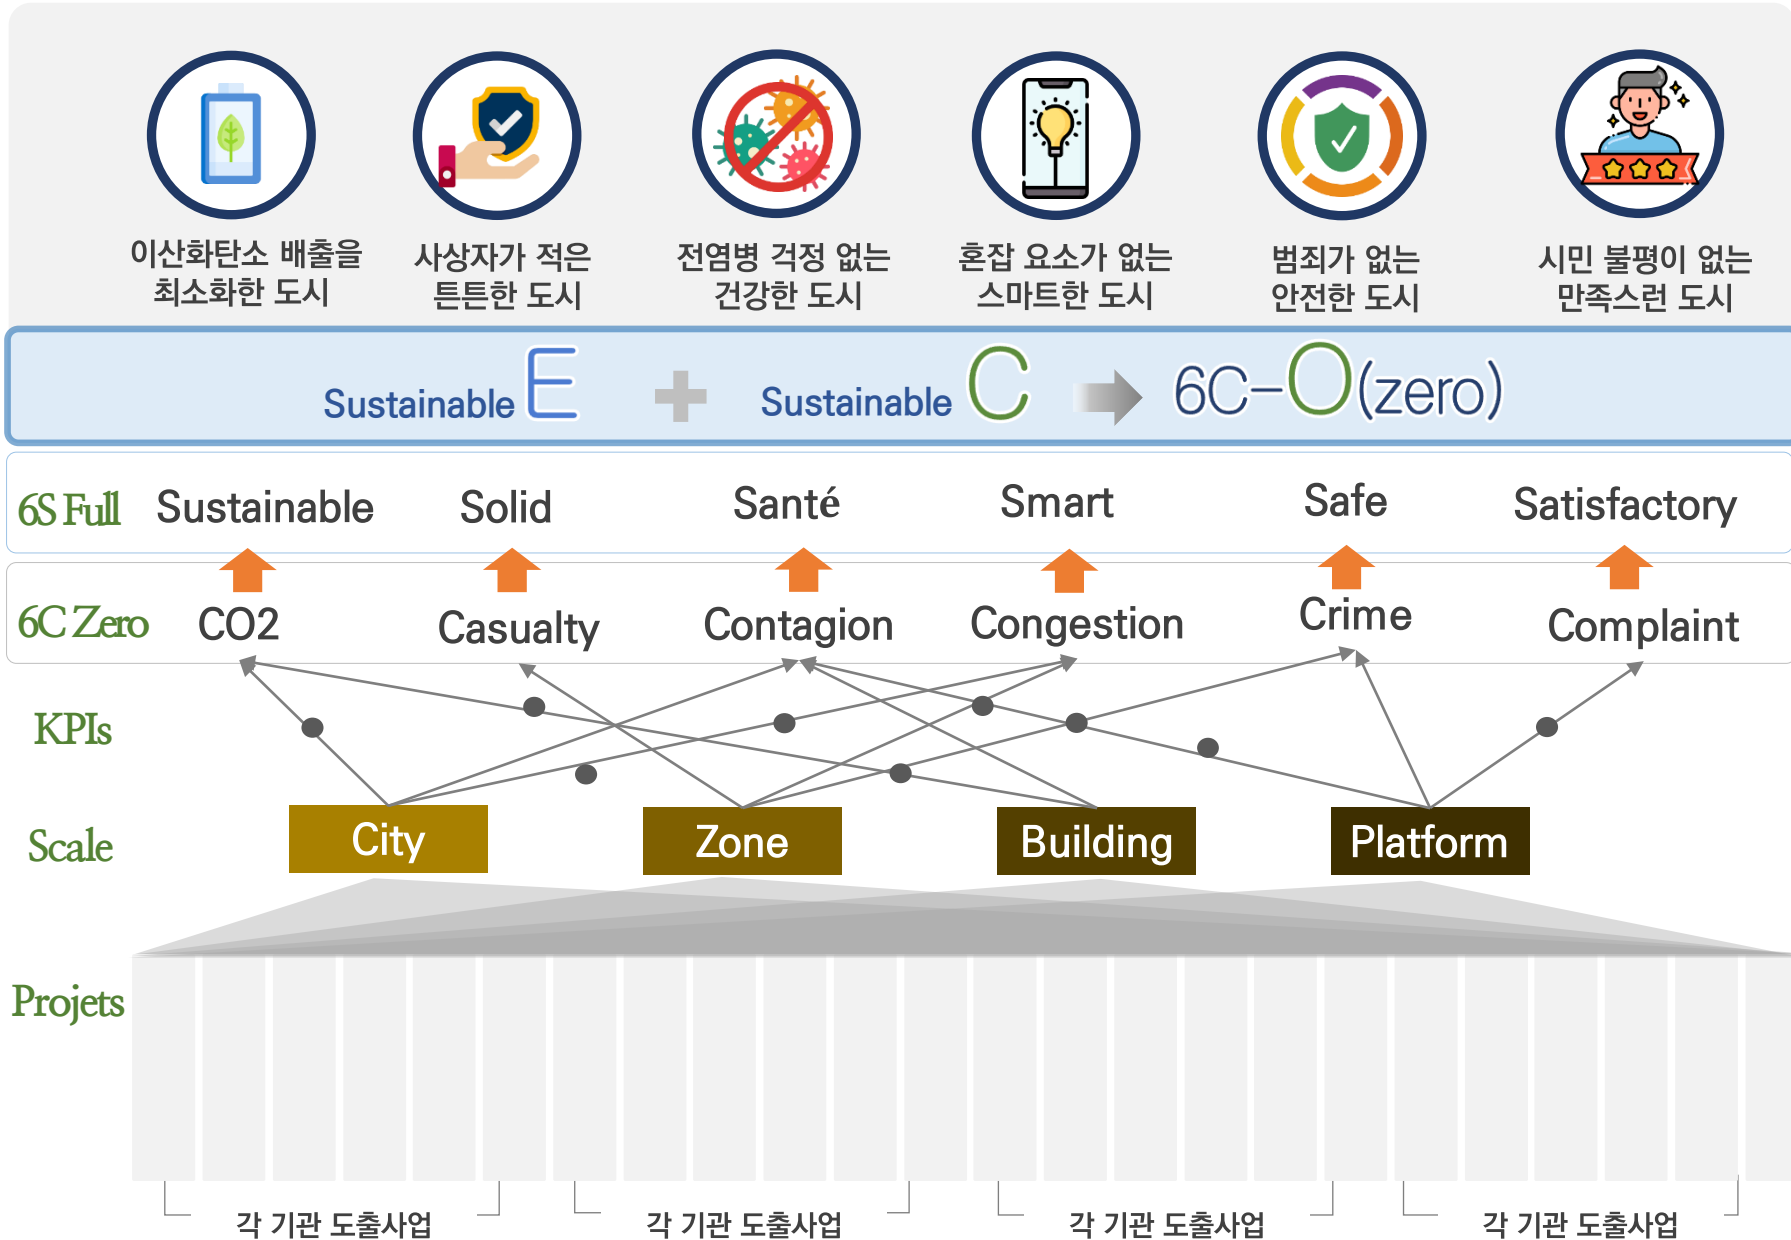 이산화탄소 배출을
최소화한 도시
사상자가 적은
튼튼한 도시
전염병 걱정 없는
건강한 도시
혼잡 요소가 없는
스마트한 도시
범죄가 없는
안전한 도시
시민 불평이 없는
만족스런 도시
Sustainable E + Sustainable C 6C-O(zero)
6S Full Sustainable Solid Santé Smart Safe Satisfactory
6C Zero CO2 Casualty Contagion Congestion Crime Complaint
KPIs
Scale City Zone Building Platform
Projets
각 기관 도출사업 각 기관 도출사업 각 기관 도출사업 각 기관 도출사업